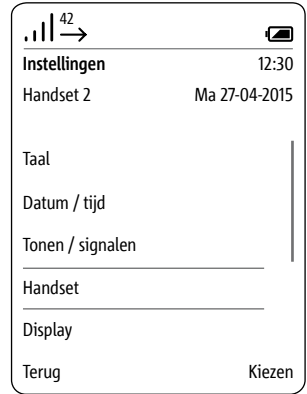 42
Instellingen 12:30
Handset 2 Ma 27-04-2015
Taal
Datum / tijd
Tonen / signalen
Handset
Display
Terug Kiezen